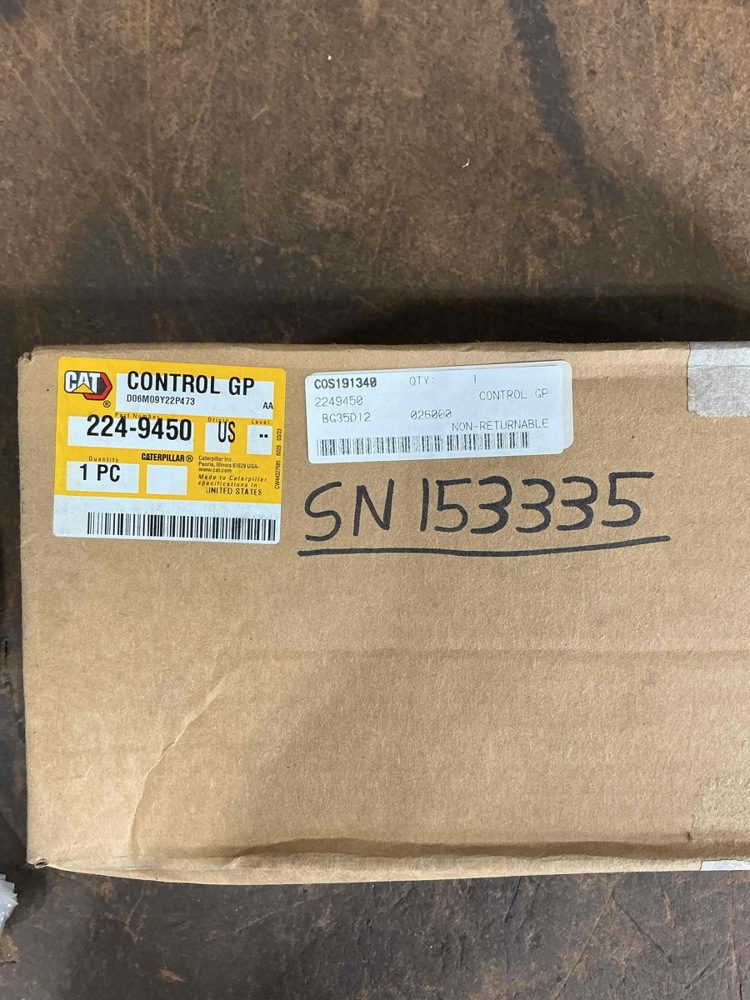 CAT®
CONTROL GP
D06M09Y22P473
AA
Part Number
Origin
Level
224-9450
US
--
Quantity
CATERPILLAR®
1 PC
Caterpillar Inc.
Peoria, Illinois 61629 USA
www.cat.com
Made to Caterpillar
specifications in:
UNITED STATES
COS191340
QTY: 1
2249450
CONTROL GP
BG35D12
NON-RETURNABLE
SN 153335